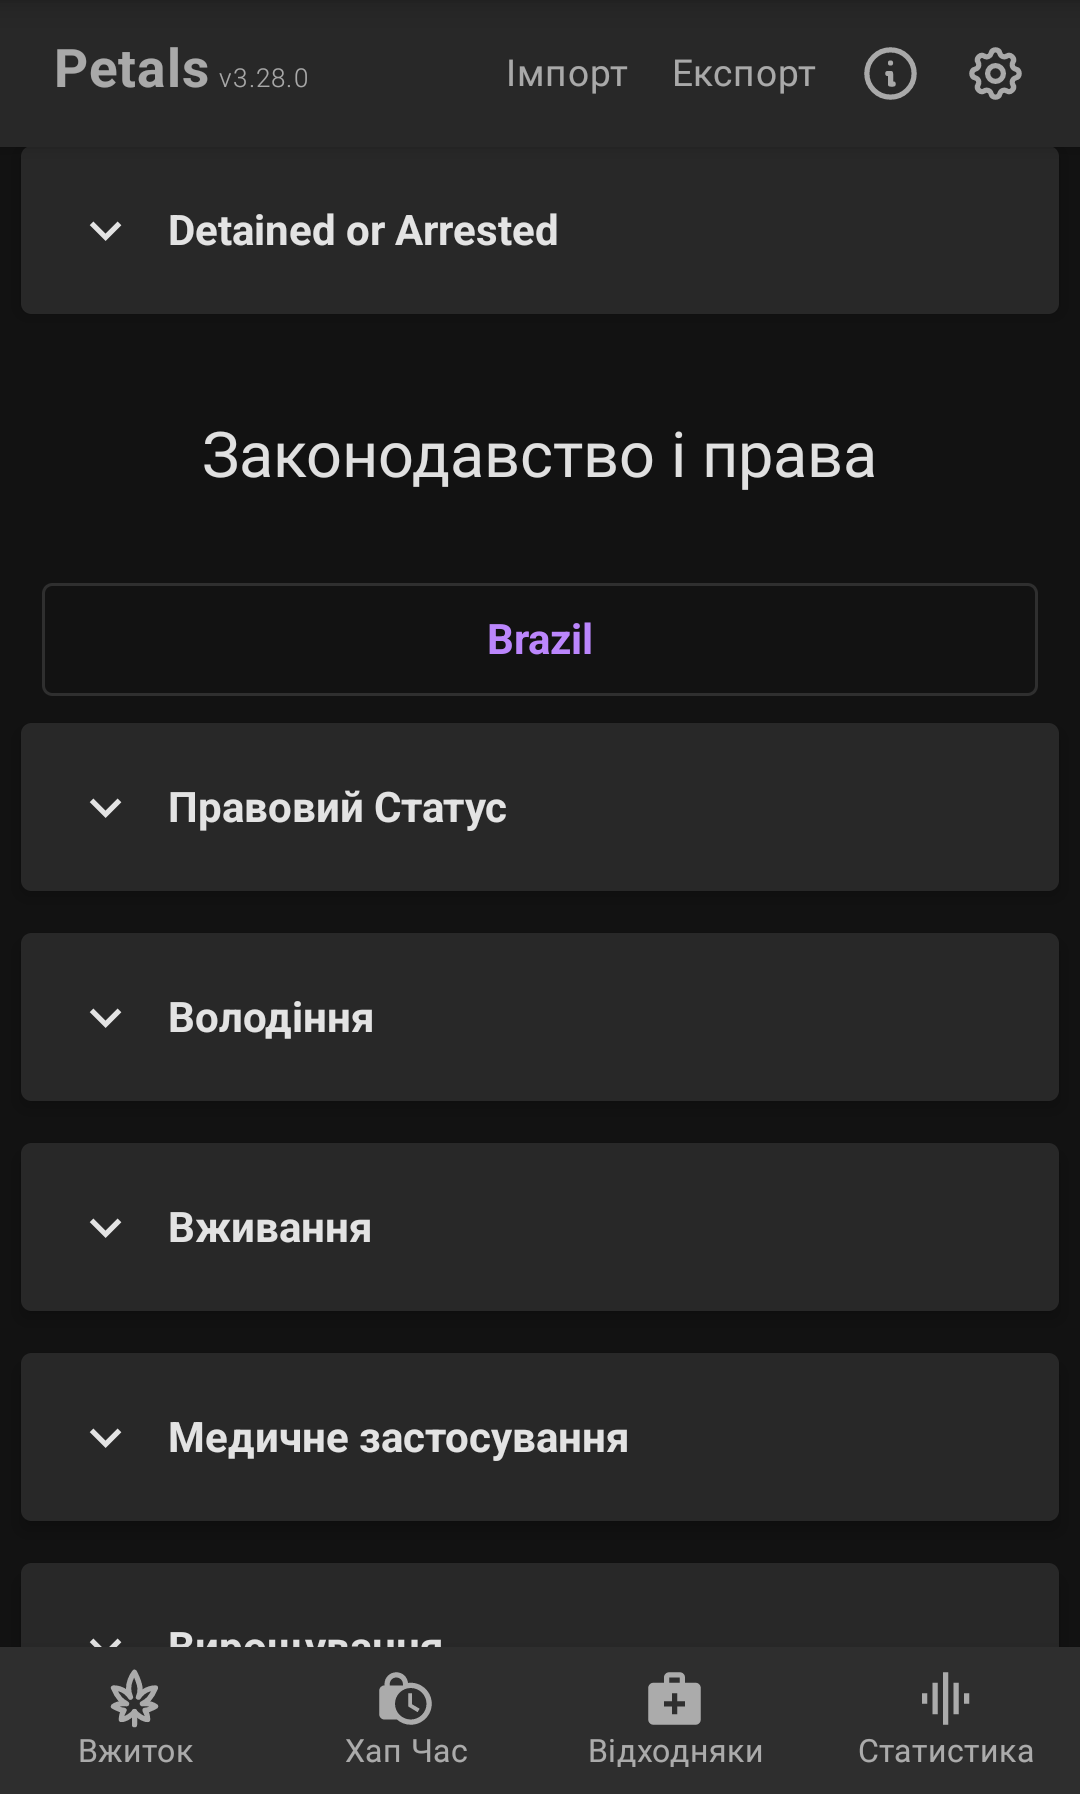 Petals v3.28.0 Імпорт Експорт
Detained or Arrested
Законодавство і права
Brazil
Правовий Статус
Володіння
Вживання
Медичне застосування
Вирощування
Вжиток Хап Час Відходняки Статистика